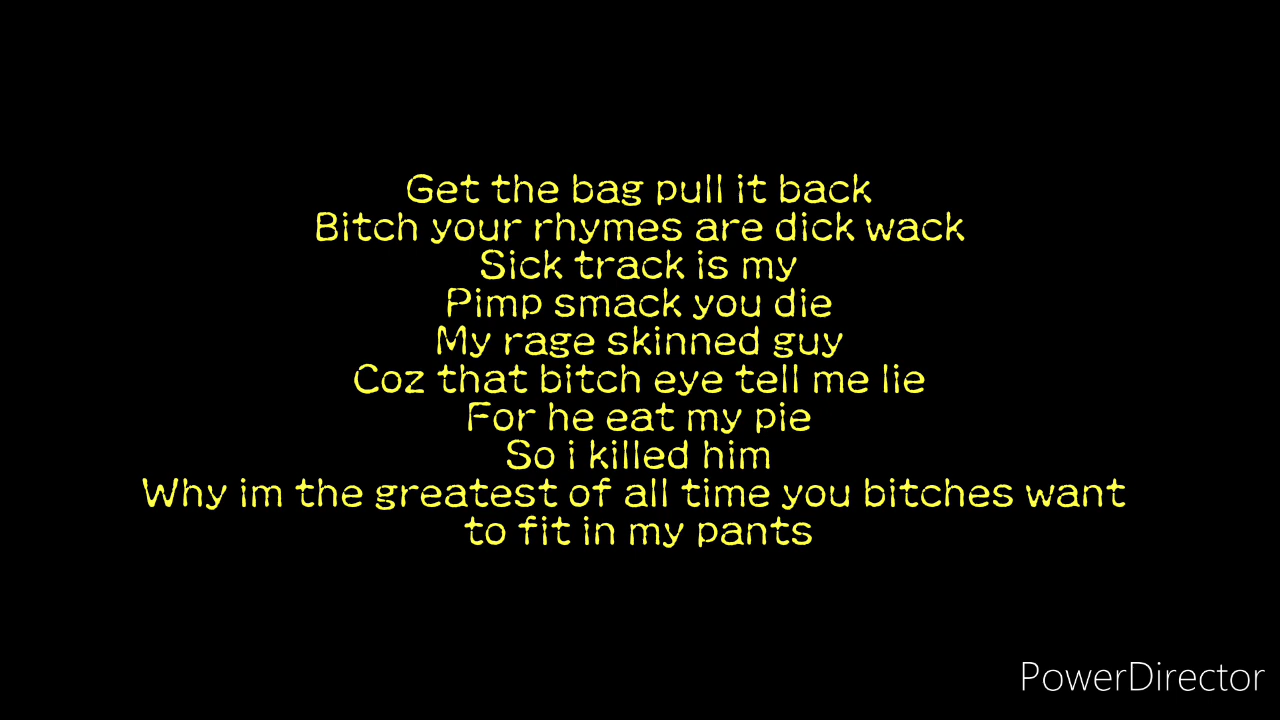 Get the bag pull it back
Bitch your rhymes are dick wack
Sick track is my
Pimp smack you die
My rage skinned guy
Coz that bitch eye tell me lie
For he eat my pie
So i killed him
Why im the greatest of all time you bitches want
to fit in my pants
PowerDirector